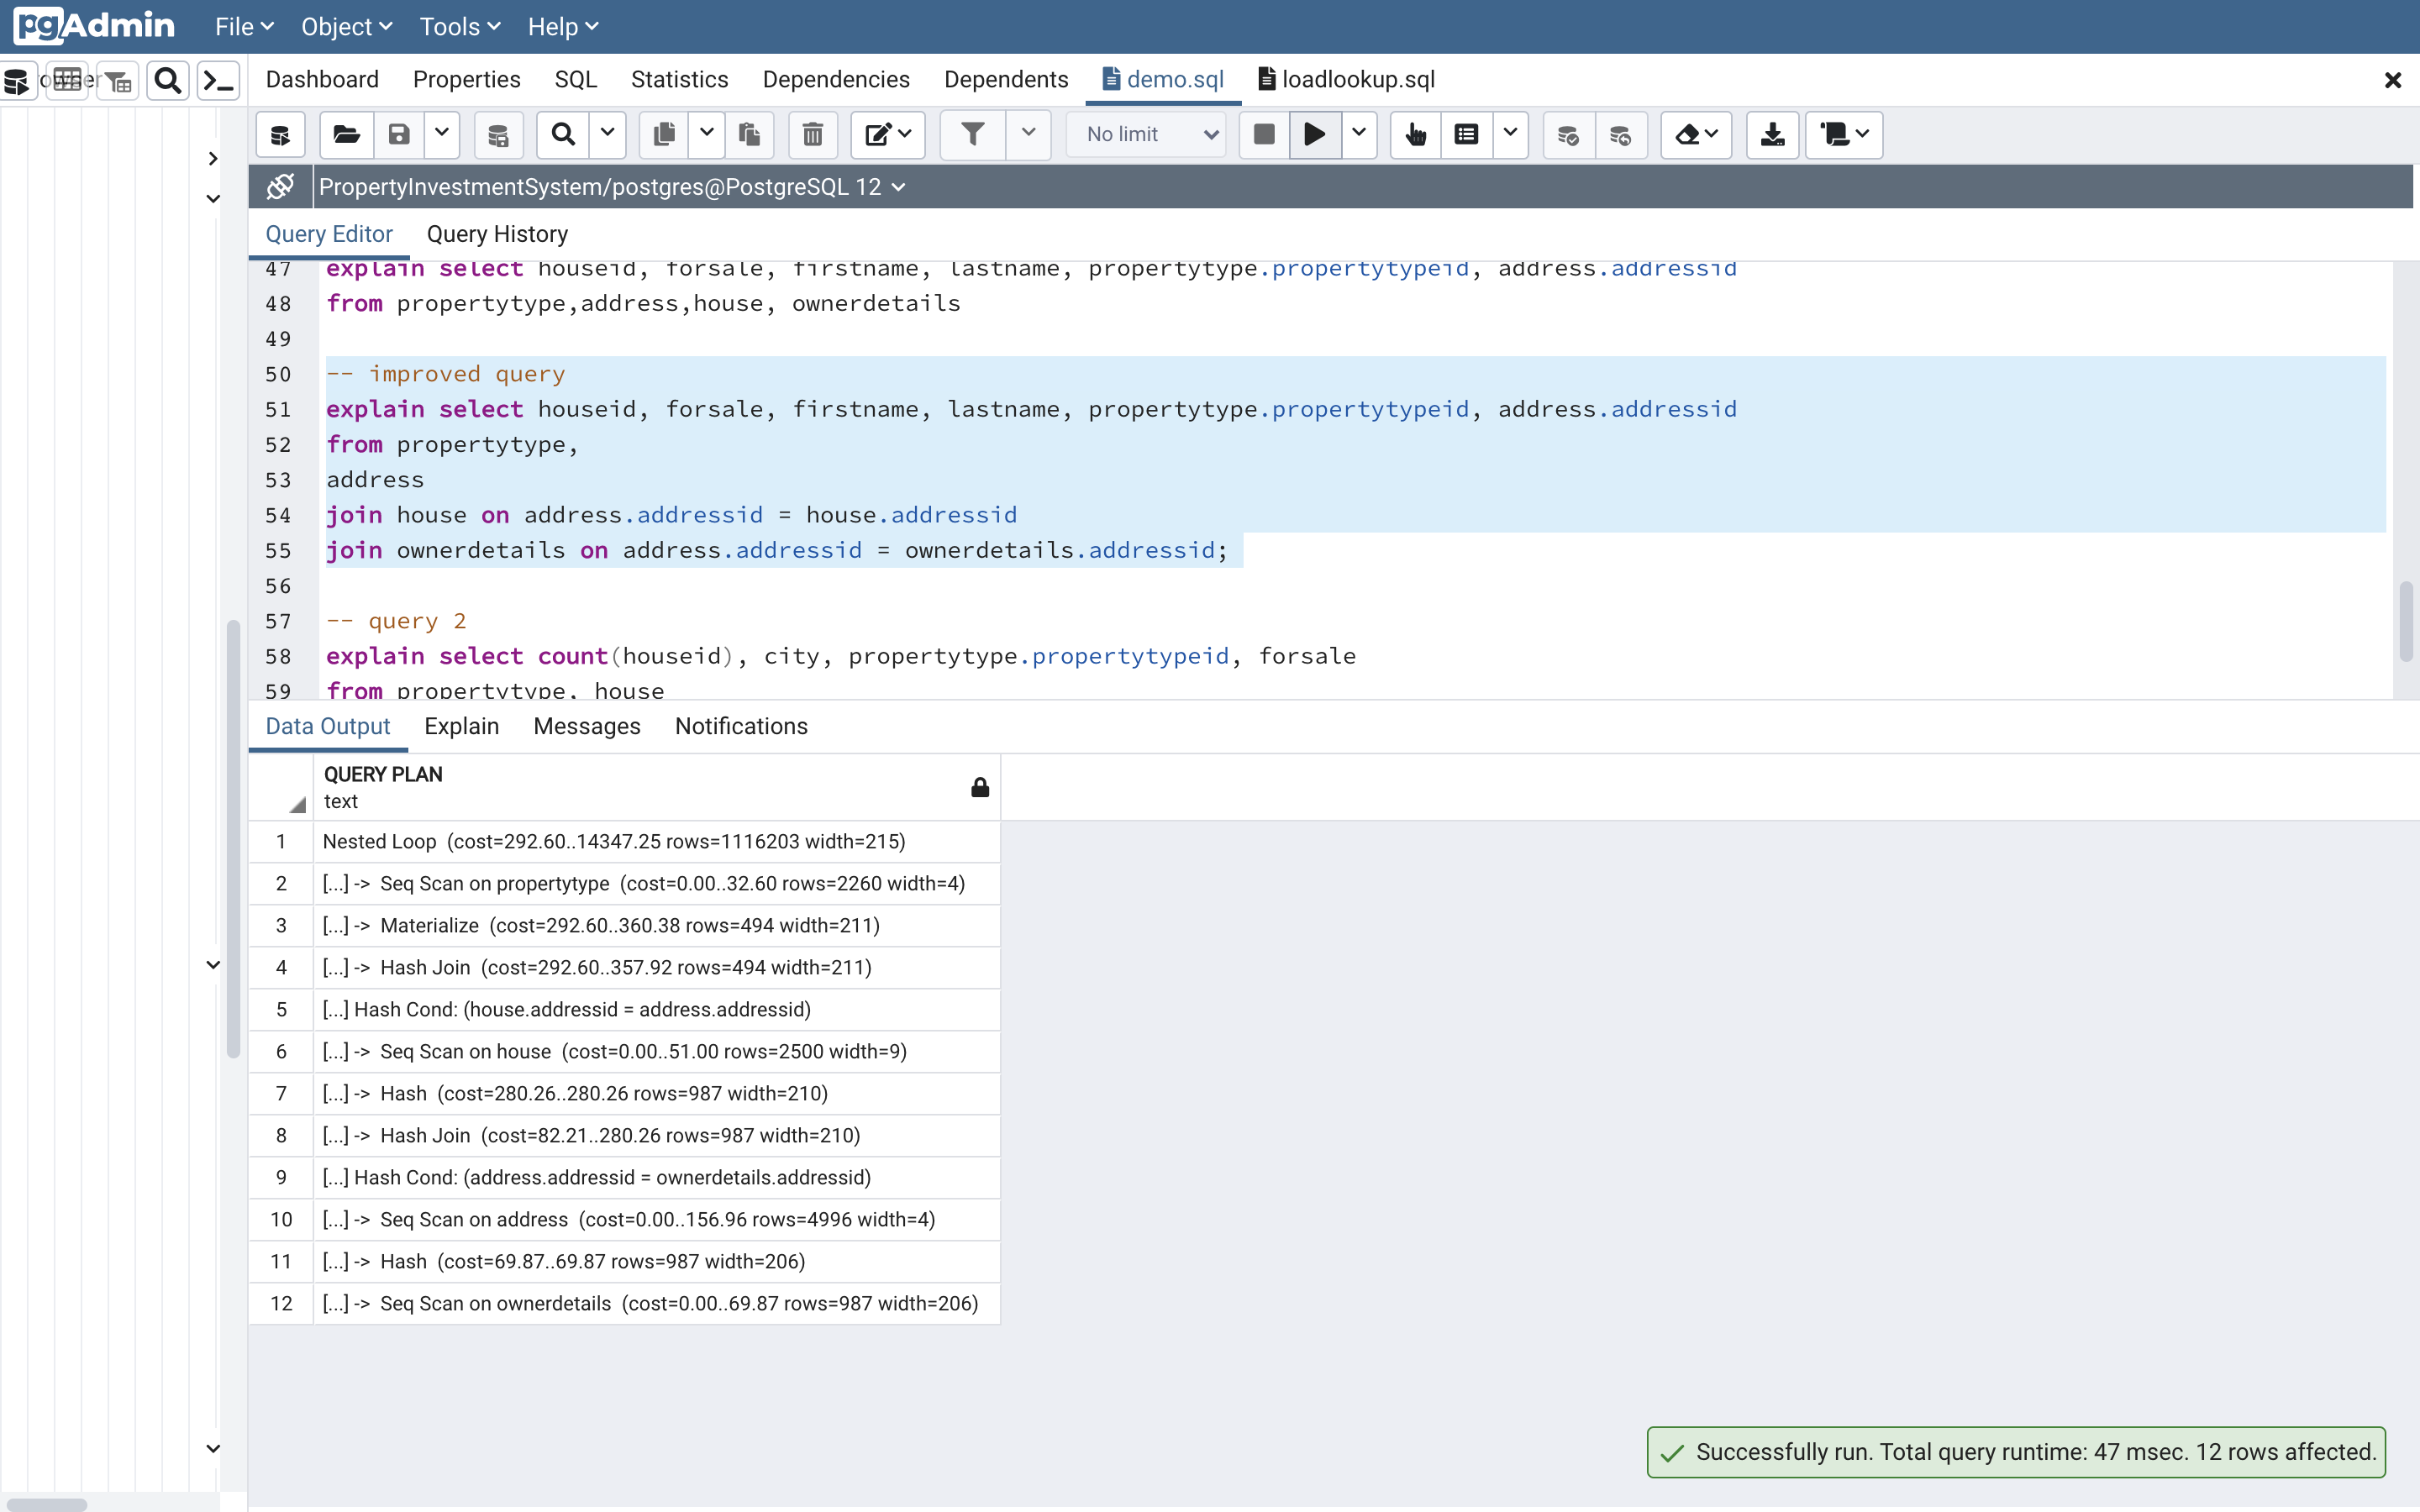 pgAdmin File Object Tools Help
Dashboard Properties SQL Statistics Dependencies Dependents demo.sql loadlookup.sql
No limit
PropertyInvestmentSystem/postgres@PostgreSQL 12
Query Editor Query History
47 explain select houseid, forsale, firstname, lastname, propertytype.propertytypeid, address.addressid
48 from propertytype,address,house, ownerdetails
49
50 -- improved query
51 explain select houseid, forsale, firstname, lastname, propertytype.propertytypeid, address.addressid
52 from propertytype,
53 address
54 join house on address.addressid = house.addressid
55 join ownerdetails on address.addressid = ownerdetails.addressid;
56
57 -- query 2
58 explain select count(houseid), city, propertytype.propertytypeid, forsale
59 from propertytype, house
Data Output Explain Messages Notifications
QUERY PLAN
text
1 Nested Loop (cost=292.60..14347.25 rows=1116203 width=215)
2 [...] -> Seq Scan on propertytype (cost=0.00..32.60 rows=2260 width=4)
3 [...] -> Materialize (cost=292.60..360.38 rows=494 width=211)
4 [...] -> Hash Join (cost=292.60..357.92 rows=494 width=211)
5 [...] Hash Cond: (house.addressid = address.addressid)
6 [...] -> Seq Scan on house (cost=0.00..51.00 rows=2500 width=9)
7 [...] -> Hash (cost=280.26..280.26 rows=987 width=210)
8 [...] -> Hash Join (cost=82.21..280.26 rows=987 width=210)
9 [...] Hash Cond: (address.addressid = ownerdetails.addressid)
10 [...] -> Seq Scan on address (cost=0.00..156.96 rows=4996 width=4)
11 [...] -> Hash (cost=69.87..69.87 rows=987 width=206)
12 [...] -> Seq Scan on ownerdetails (cost=0.00..69.87 rows=987 width=206)
Successfully run. Total query runtime: 47 msec. 12 rows affected.